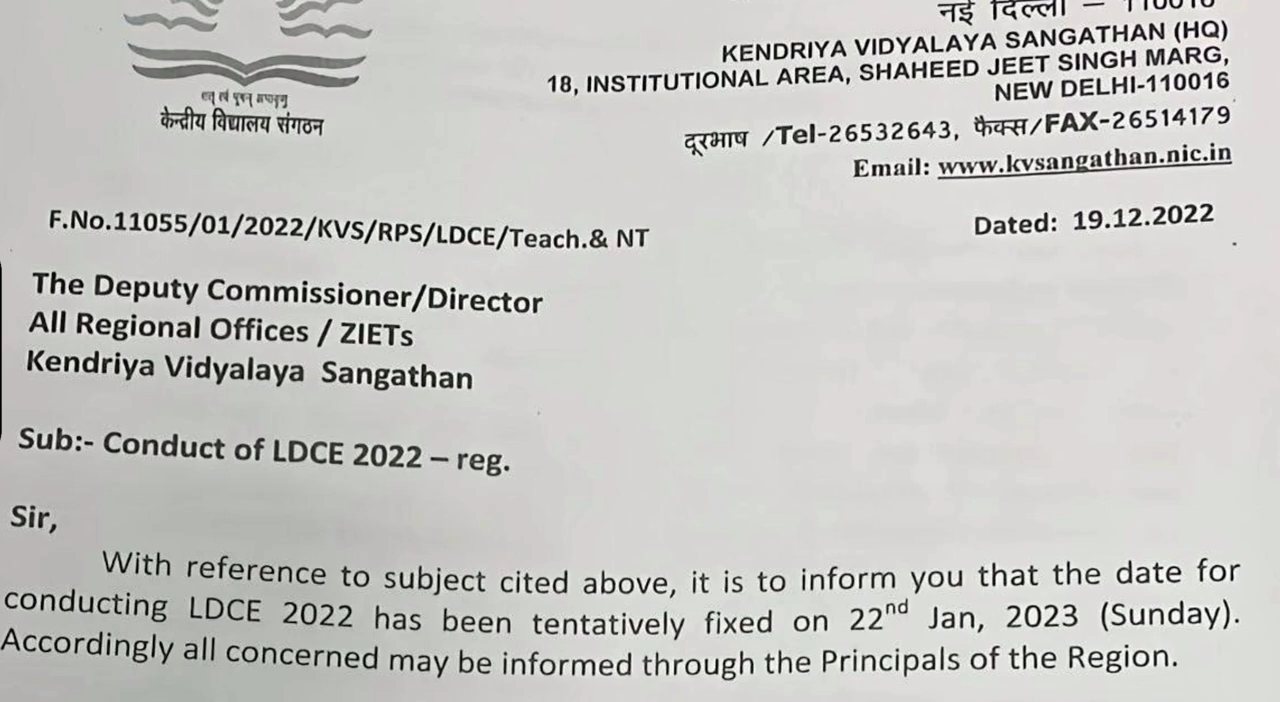 नई दिल्ली – 110016
KENDRIYA VIDYALAYA SANGATHAN (HQ)
18, INSTITUTIONAL AREA, SHAHEED JEET SINGH MARG,
NEW DELHI-110016
दूरभाष /Tel-26532643, फैक्स/FAX-26514179
Email: www.kvsangathan.nic.in
केन्द्रीय विद्यालय संगठन
F.No.11055/01/2022/KVS/RPS/LDCE/Teach.& NT
Dated: 19.12.2022
The Deputy Commissioner/Director
All Regional Offices / ZIETs
Kendriya Vidyalaya Sangathan
Sub:- Conduct of LDCE 2022 – reg.
Sir,
With reference to subject cited above, it is to inform you that the date for
conducting LDCE 2022 has been tentatively fixed on 22nd Jan, 2023 (Sunday).
Accordingly all concerned may be informed through the Principals of the Region.